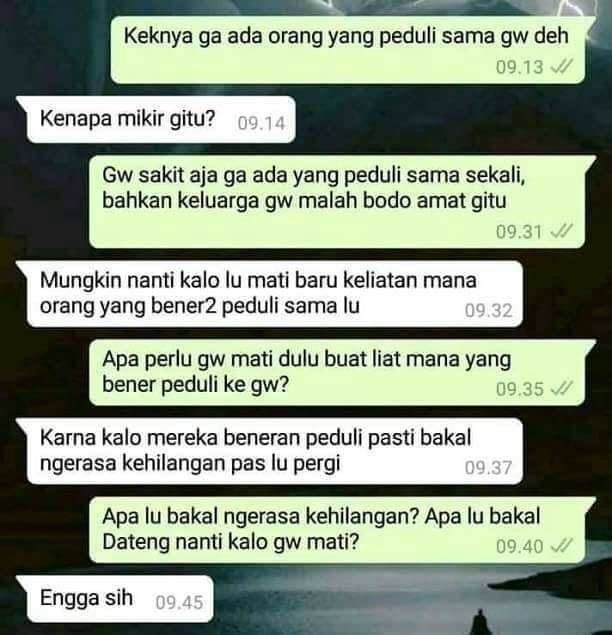 Keknya ga ada orang yang peduli sama gw deh
09.13
Kenapa mikir gitu? 09.14
Gw sakit aja ga ada yang peduli sama sekali,
bahkan keluarga gw malah bodo amat gitu
09.31
Mungkin nanti kalo lu mati baru keliatan mana
orang yang bener2 peduli sama lu 09.32
Apa perlu gw mati dulu buat liat mana yang
bener peduli ke gw? 09.35
Karna kalo mereka beneran peduli pasti bakal
ngerasa kehilangan pas lu pergi 09.37
Apa lu bakal ngerasa kehilangan? Apa lu bakal
Dateng nanti kalo gw mati? 09.40
Engga sih 09.45